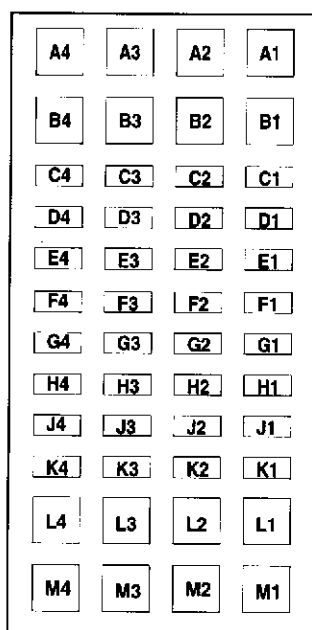 A4 A3 A2 A1
B4 B3 B2 B1
C4 C3 C2 C1
D4 D3 D2 D1
E4 E3 E2 E1
F4 F3 F2 F1
G4 G3 G2 G1
H4 H3 H2 H1
J4 J3 J2 J1
K4 K3 K2 K1
L4 L3 L2 L1
M4 M3 M2 M1